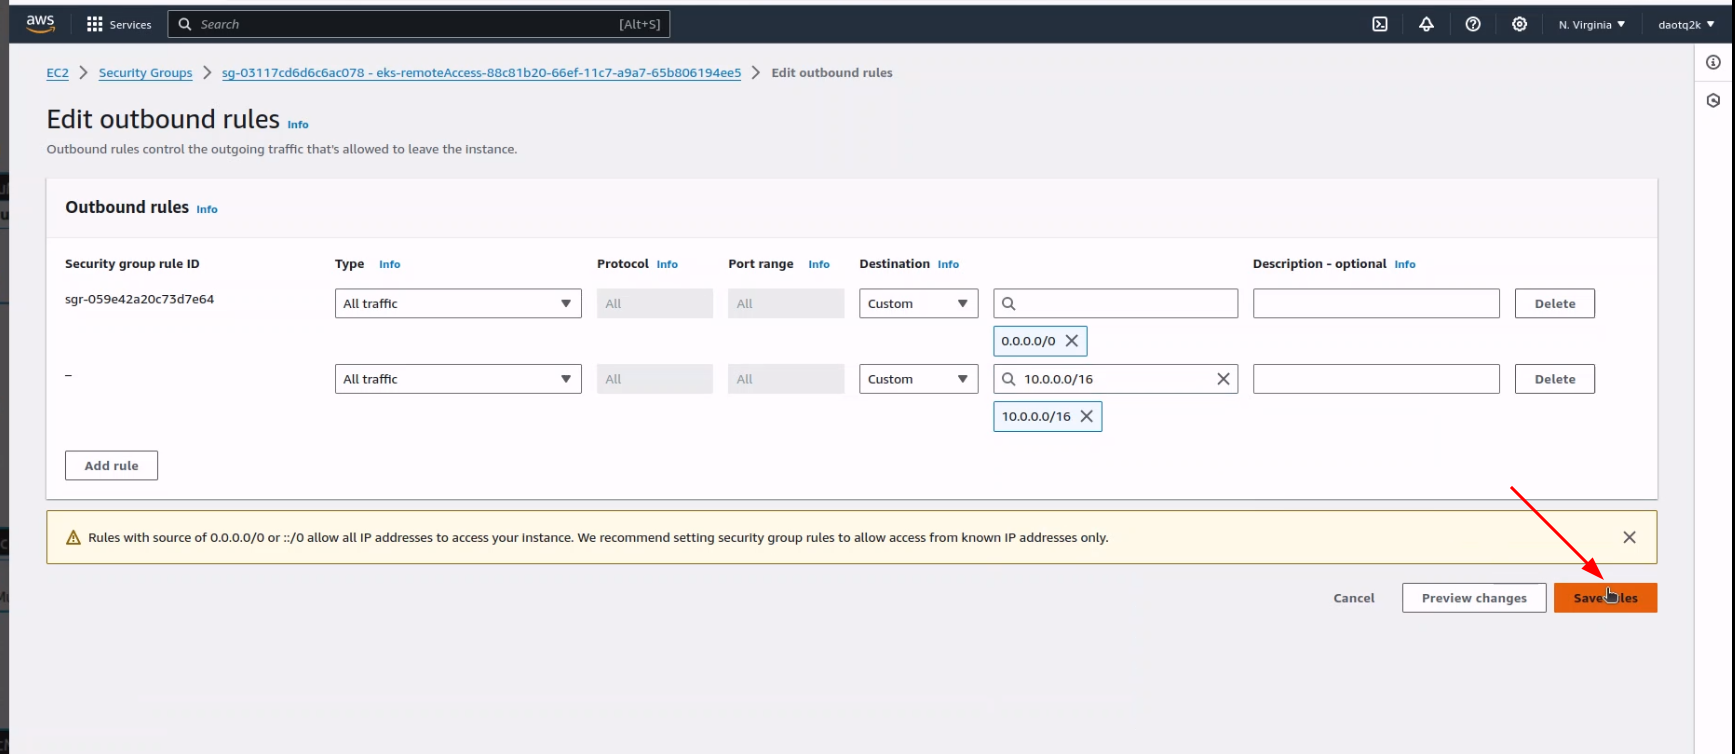 aws Services Search [Alt+S] N. Virginia daotq2k
EC2 Security Groups sg-03117cd6d6c6ac078 - eks-remoteAccess-88c81b20-66ef-11c7-a9a7-65b806194ee5 Edit outbound rules
Edit outbound rules Info
Outbound rules control the outgoing traffic that's allowed to leave the instance.
Outbound rules Info
Security group rule ID Type Info Protocol Info Port range Info Destination Info Description - optional Info
sgr-059e42a20c73d7e64 All traffic All All Custom Delete
0.0.0.0/0
– All traffic All All Custom 10.0.0.0/16 Delete
10.0.0.0/16
Add rule
Rules with source of 0.0.0.0/0 or ::/0 allow all IP addresses to access your instance. We recommend setting security group rules to allow access from known IP addresses only.
Cancel Preview changes Save rules